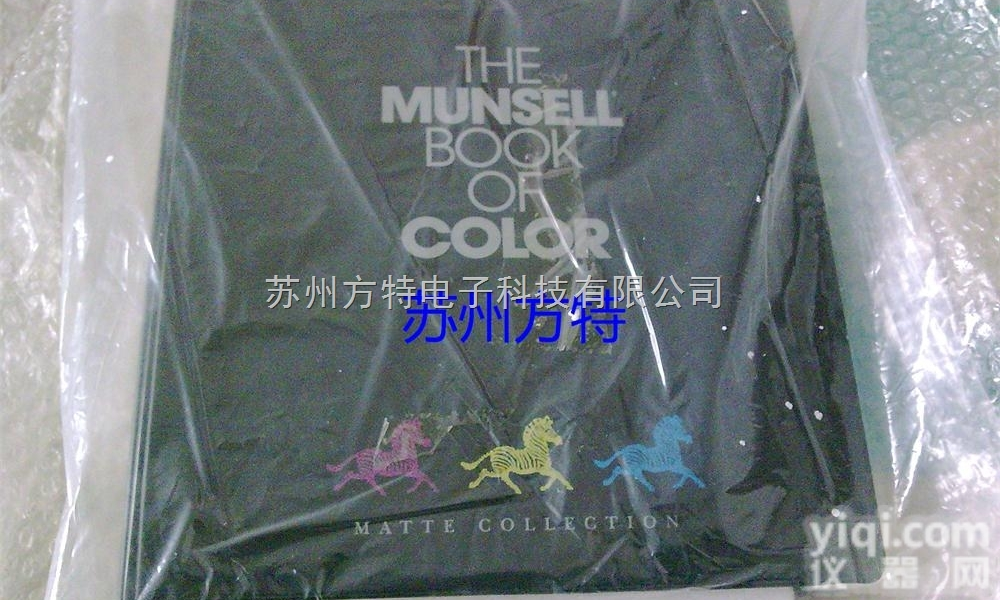 THE
MUNSELL
BOOK
OF
COLOR
苏州方特电子科技有限公司
苏州方特
MATTE COLLECTION
yiqi.com
仪器网